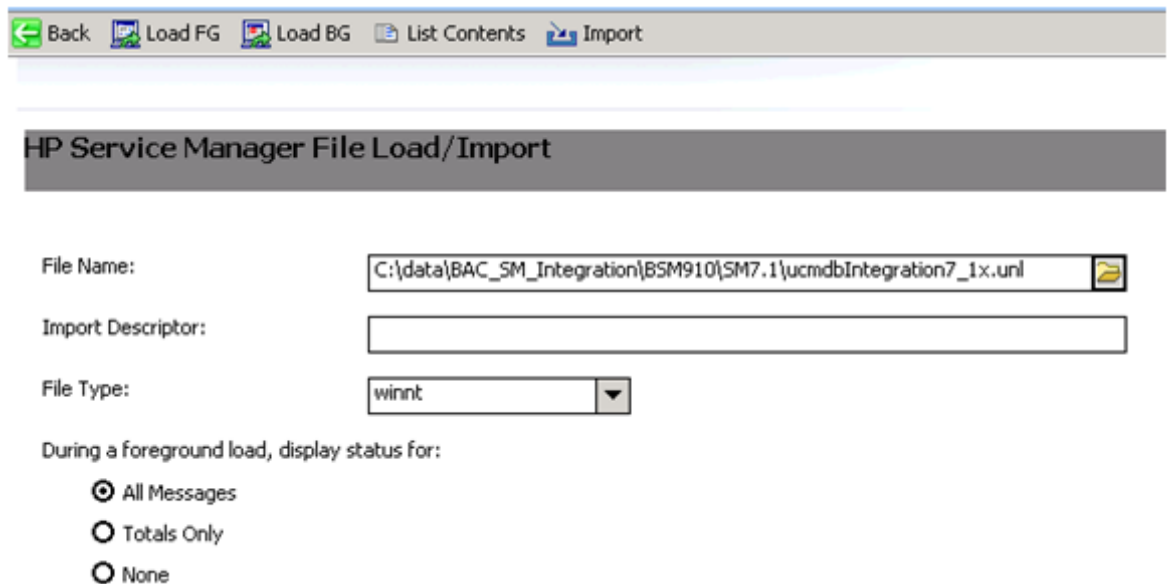 Back Load FG Load BG List Contents Import
HP Service Manager File Load/Import
File Name: C:\data\BAC_SM_Integration\BSM910\SM7.1\ucmdbIntegration7_1x.unl
Import Descriptor:
File Type: winnt
During a foreground load, display status for:
All Messages
Totals Only
None